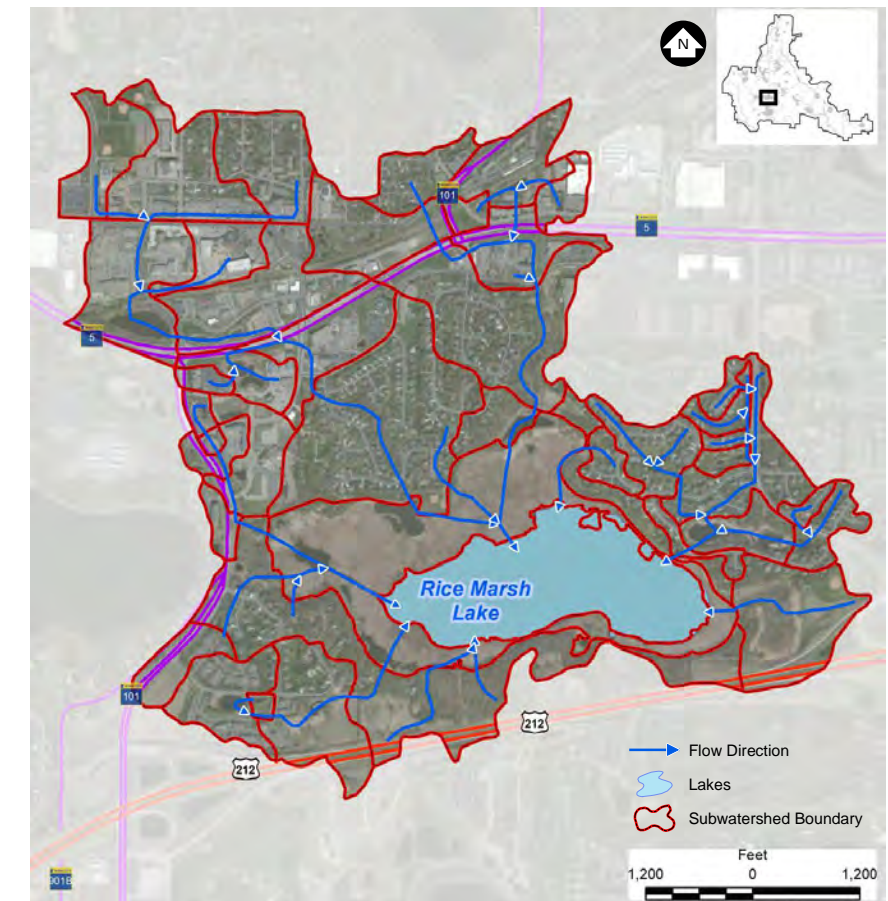 N
101
5
5
Rice Marsh
Lake
101
212
212
Flow Direction
Lakes
Subwatershed Boundary
Feet
1,200 0 1,200